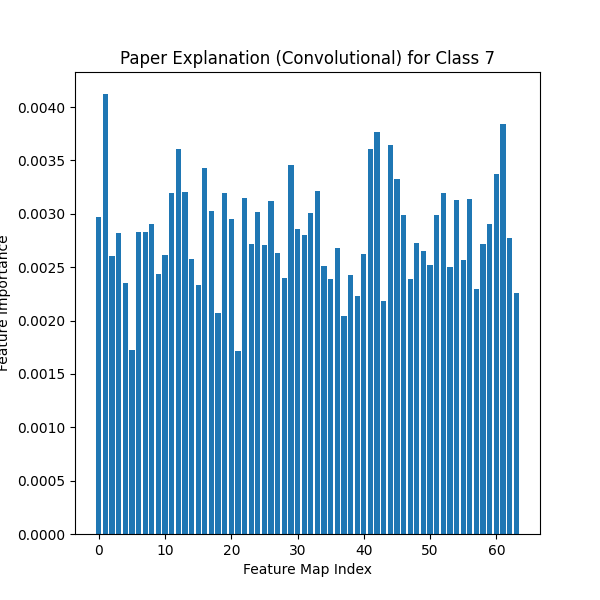 Paper Explanation (Convolutional) for Class 7
0.0040
0.0035
0.0030
0.0025
0.0020
0.0015
0.0010
0.0005
0.0000
Feature Importance
0 10 20 30 40 50 60
Feature Map Index